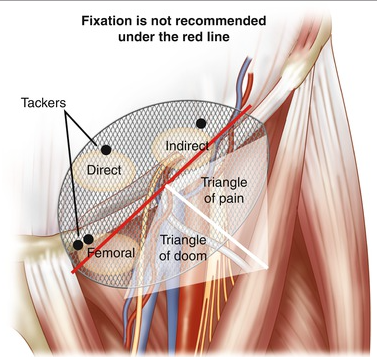 Fixation is not recommended
under the red line
Tackers
Indirect
Direct
Triangle
of pain
Triangle
of doom
Femoral